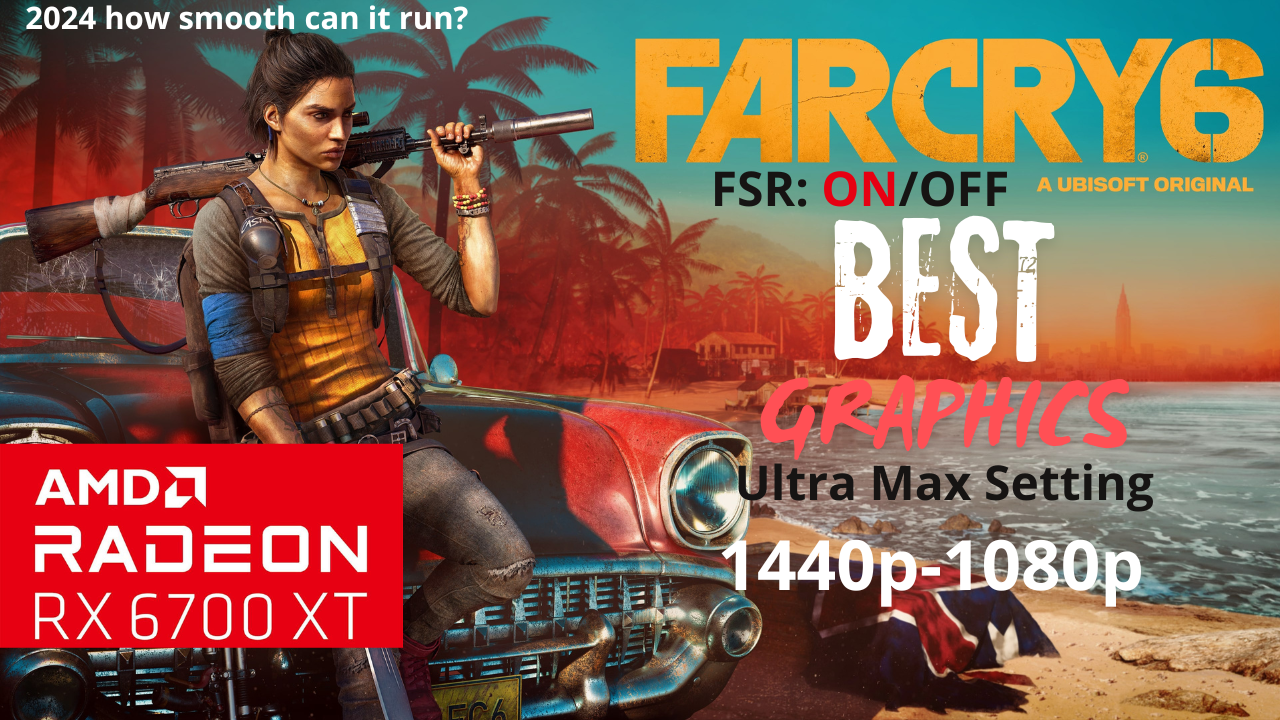 2024 how smooth can it run?
FARCRY6®
A UBISOFT ORIGINAL
FSR: ON/OFF
BEST
GRAPHICS
Ultra Max Setting
1440p-1080p
AMD
RADEON
RX 6700 XT
FC6